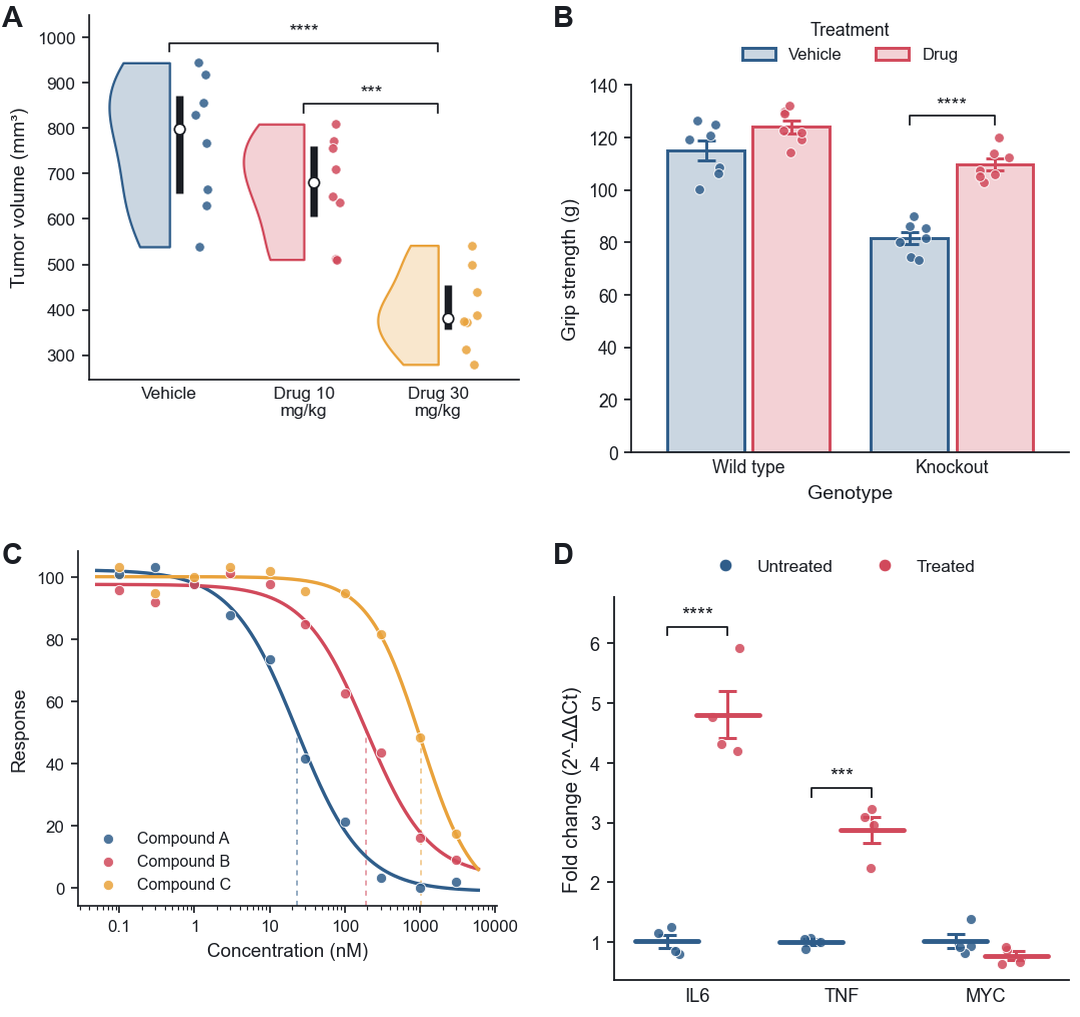 A
Tumor volume (mm³)
1000
900
800
700
600
500
400
300
****
***
Vehicle
Drug 10
mg/kg
Drug 30
mg/kg
B
Treatment
Vehicle
Drug
Grip strength (g)
140
120
100
80
60
40
20
0
****
Wild type
Knockout
Genotype
C
Response
100
80
60
40
20
0
Compound A
Compound B
Compound C
0.1
1
10
100
1000
10000
Concentration (nM)
D
Untreated
Treated
Fold change (2^-ΔΔCt)
6
5
4
3
2
1
****
***
IL6
TNF
MYC